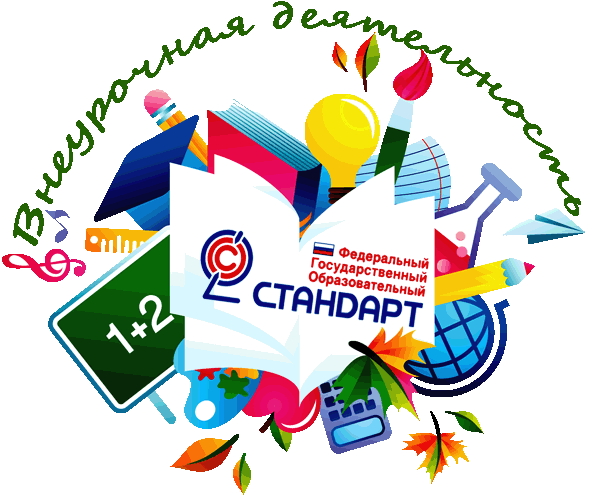 Внеурочная деятельность
Федеральный
Государственный
Образовательный
СТАНДАРТ
1+2